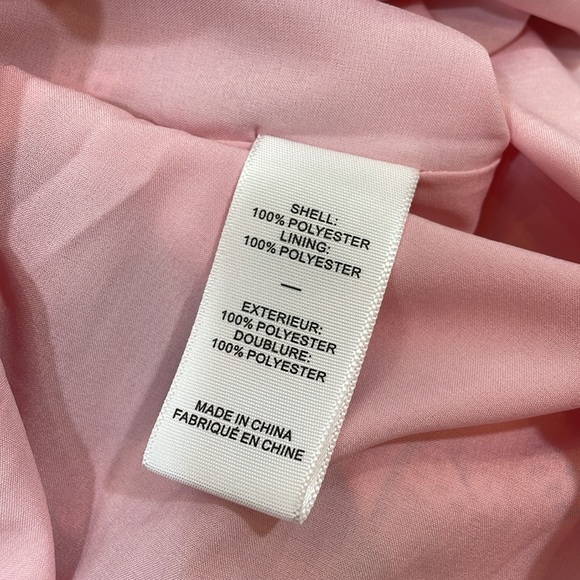 SHELL:
100% POLYESTER
LINING:
100% POLYESTER
—
EXTERIEUR:
100% POLYESTER
DOUBLURE:
100% POLYESTER
MADE IN CHINA
FABRIQUÉ EN CHINE